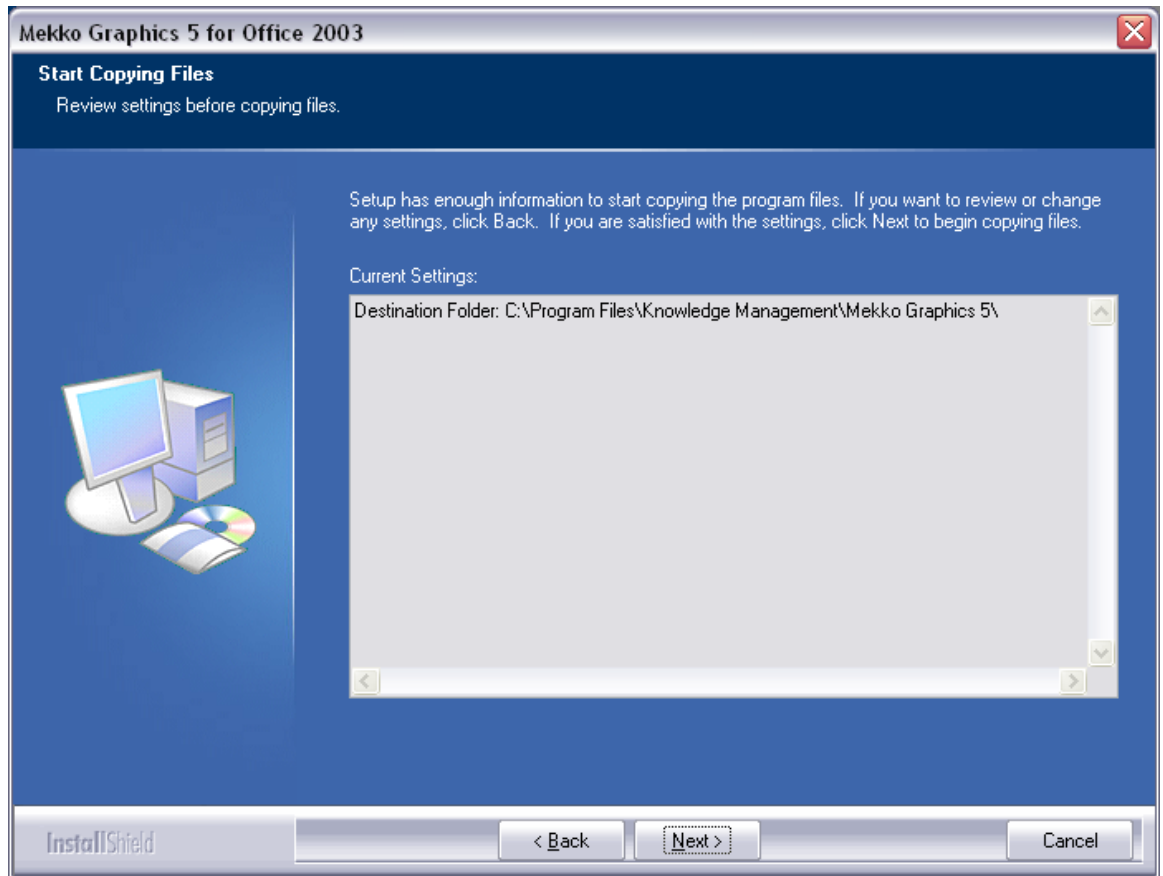 Mekko Graphics 5 for Office 2003
Start Copying Files
Review settings before copying files.
Setup has enough information to start copying the program files.  If you want to review or change
any settings, click Back.  If you are satisfied with the settings, click Next to begin copying files.
Current Settings:
Destination Folder: C:\Program Files\Knowledge Management\Mekko Graphics 5\
InstallShield
< Back
Next >
Cancel